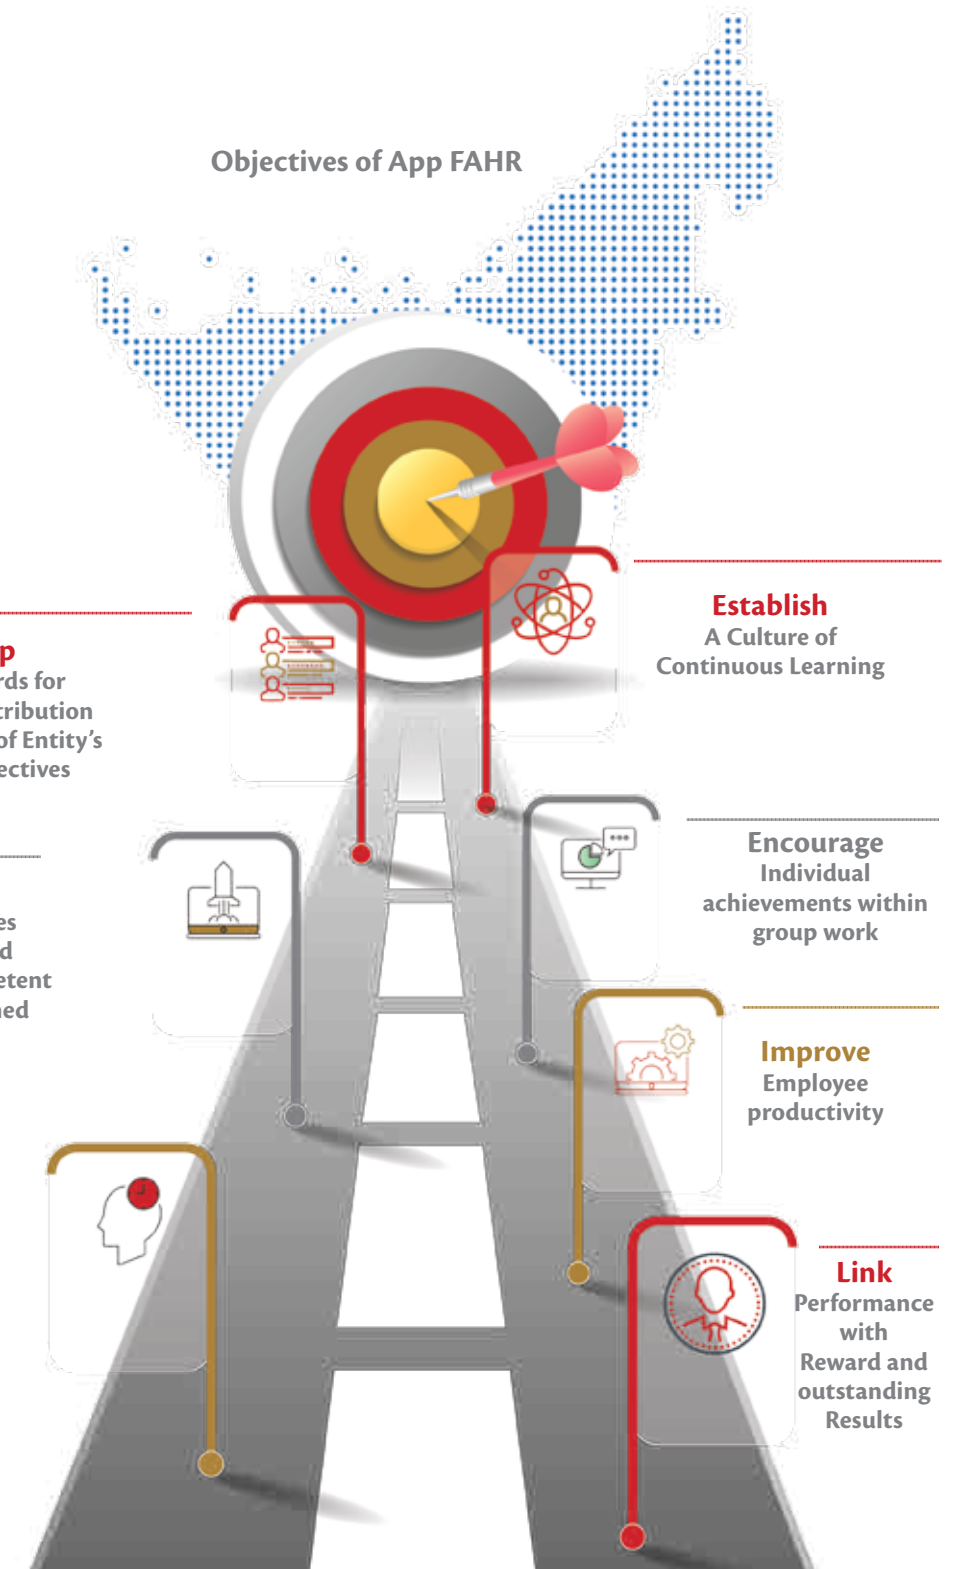 Objectives of App FAHR
Establish
A Culture of
Continuous Learning
p
rds for
tribution
of Entity's
ectives
Encourage
Individual
achievements within
group work
es
d
etent
ned
Improve
Employee
productivity
Link
Performance
with
Reward and
outstanding
Results